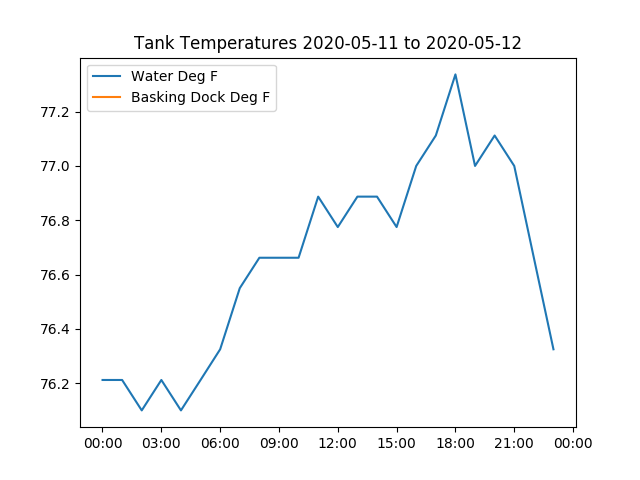 Tank Temperatures 2020-05-11 to 2020-05-12
Water Deg F
Basking Dock Deg F
77.2
77.0
76.8
76.6
76.4
76.2
00:00 03:00 06:00 09:00 12:00 15:00 18:00 21:00 00:00